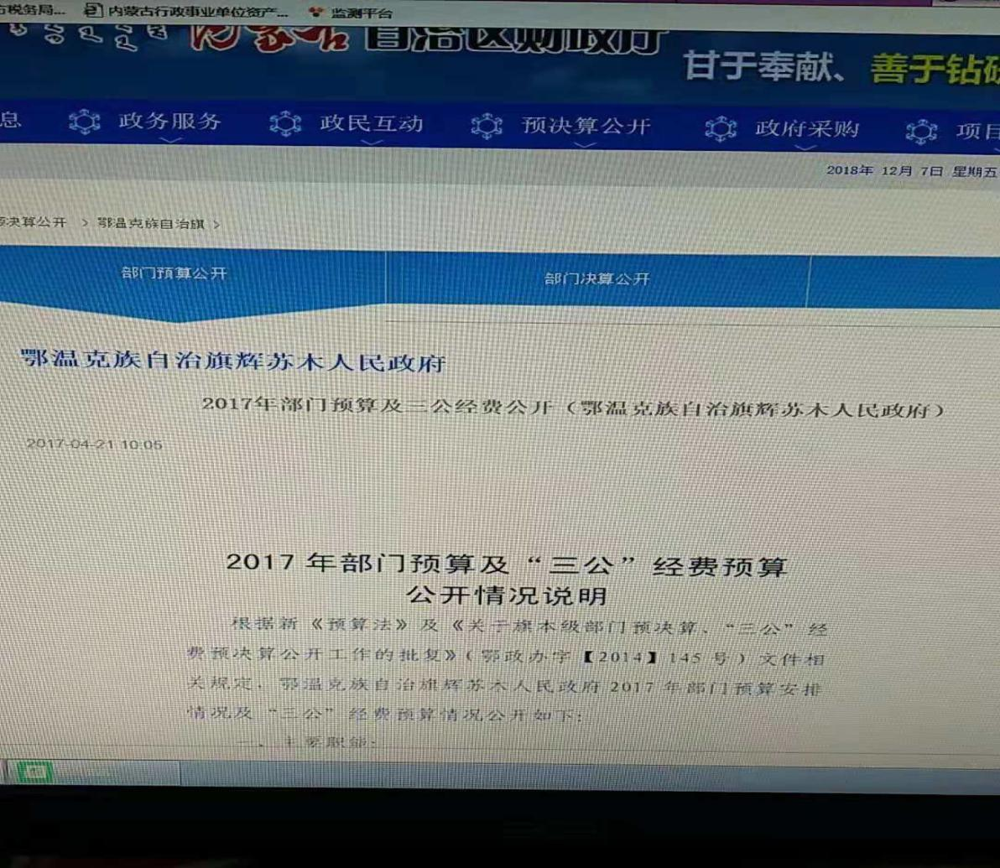 税务局... 内蒙古行政事业单位资产... 监测平台
内蒙古自治区财政厅
甘于奉献、善于钻研
息 政务服务 政民互动 预决算公开 政府采购 项目
2018年 12月 7日 星期五
预决算公开 > 鄂温克族自治旗 >
部门预算公开 部门决算公开
鄂温克族自治旗辉苏木人民政府
2017年部门预算及三公经费公开（鄂温克族自治旗辉苏木人民政府）
2017-04-21 10:05
2017 年部门预算及“三公”经费预算
公开情况说明
根据新《预算法》及《关于旗本级部门预决算、“三公”经
费预决算公开工作的批复》（鄂政办字【2014】145 号）文件相
关规定，鄂温克族自治旗辉苏木人民政府 2017 年部门预算安排
情况及“三公”经费预算情况公开如下：
一、主要职能：